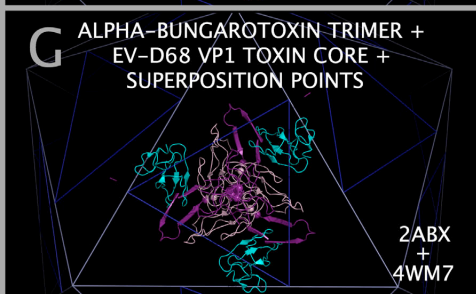 G
ALPHA-BUNGAROTOXIN TRIMER +
EV-D68 VP1 TOXIN CORE +
SUPERPOSITION POINTS
2ABX
+
4WM7